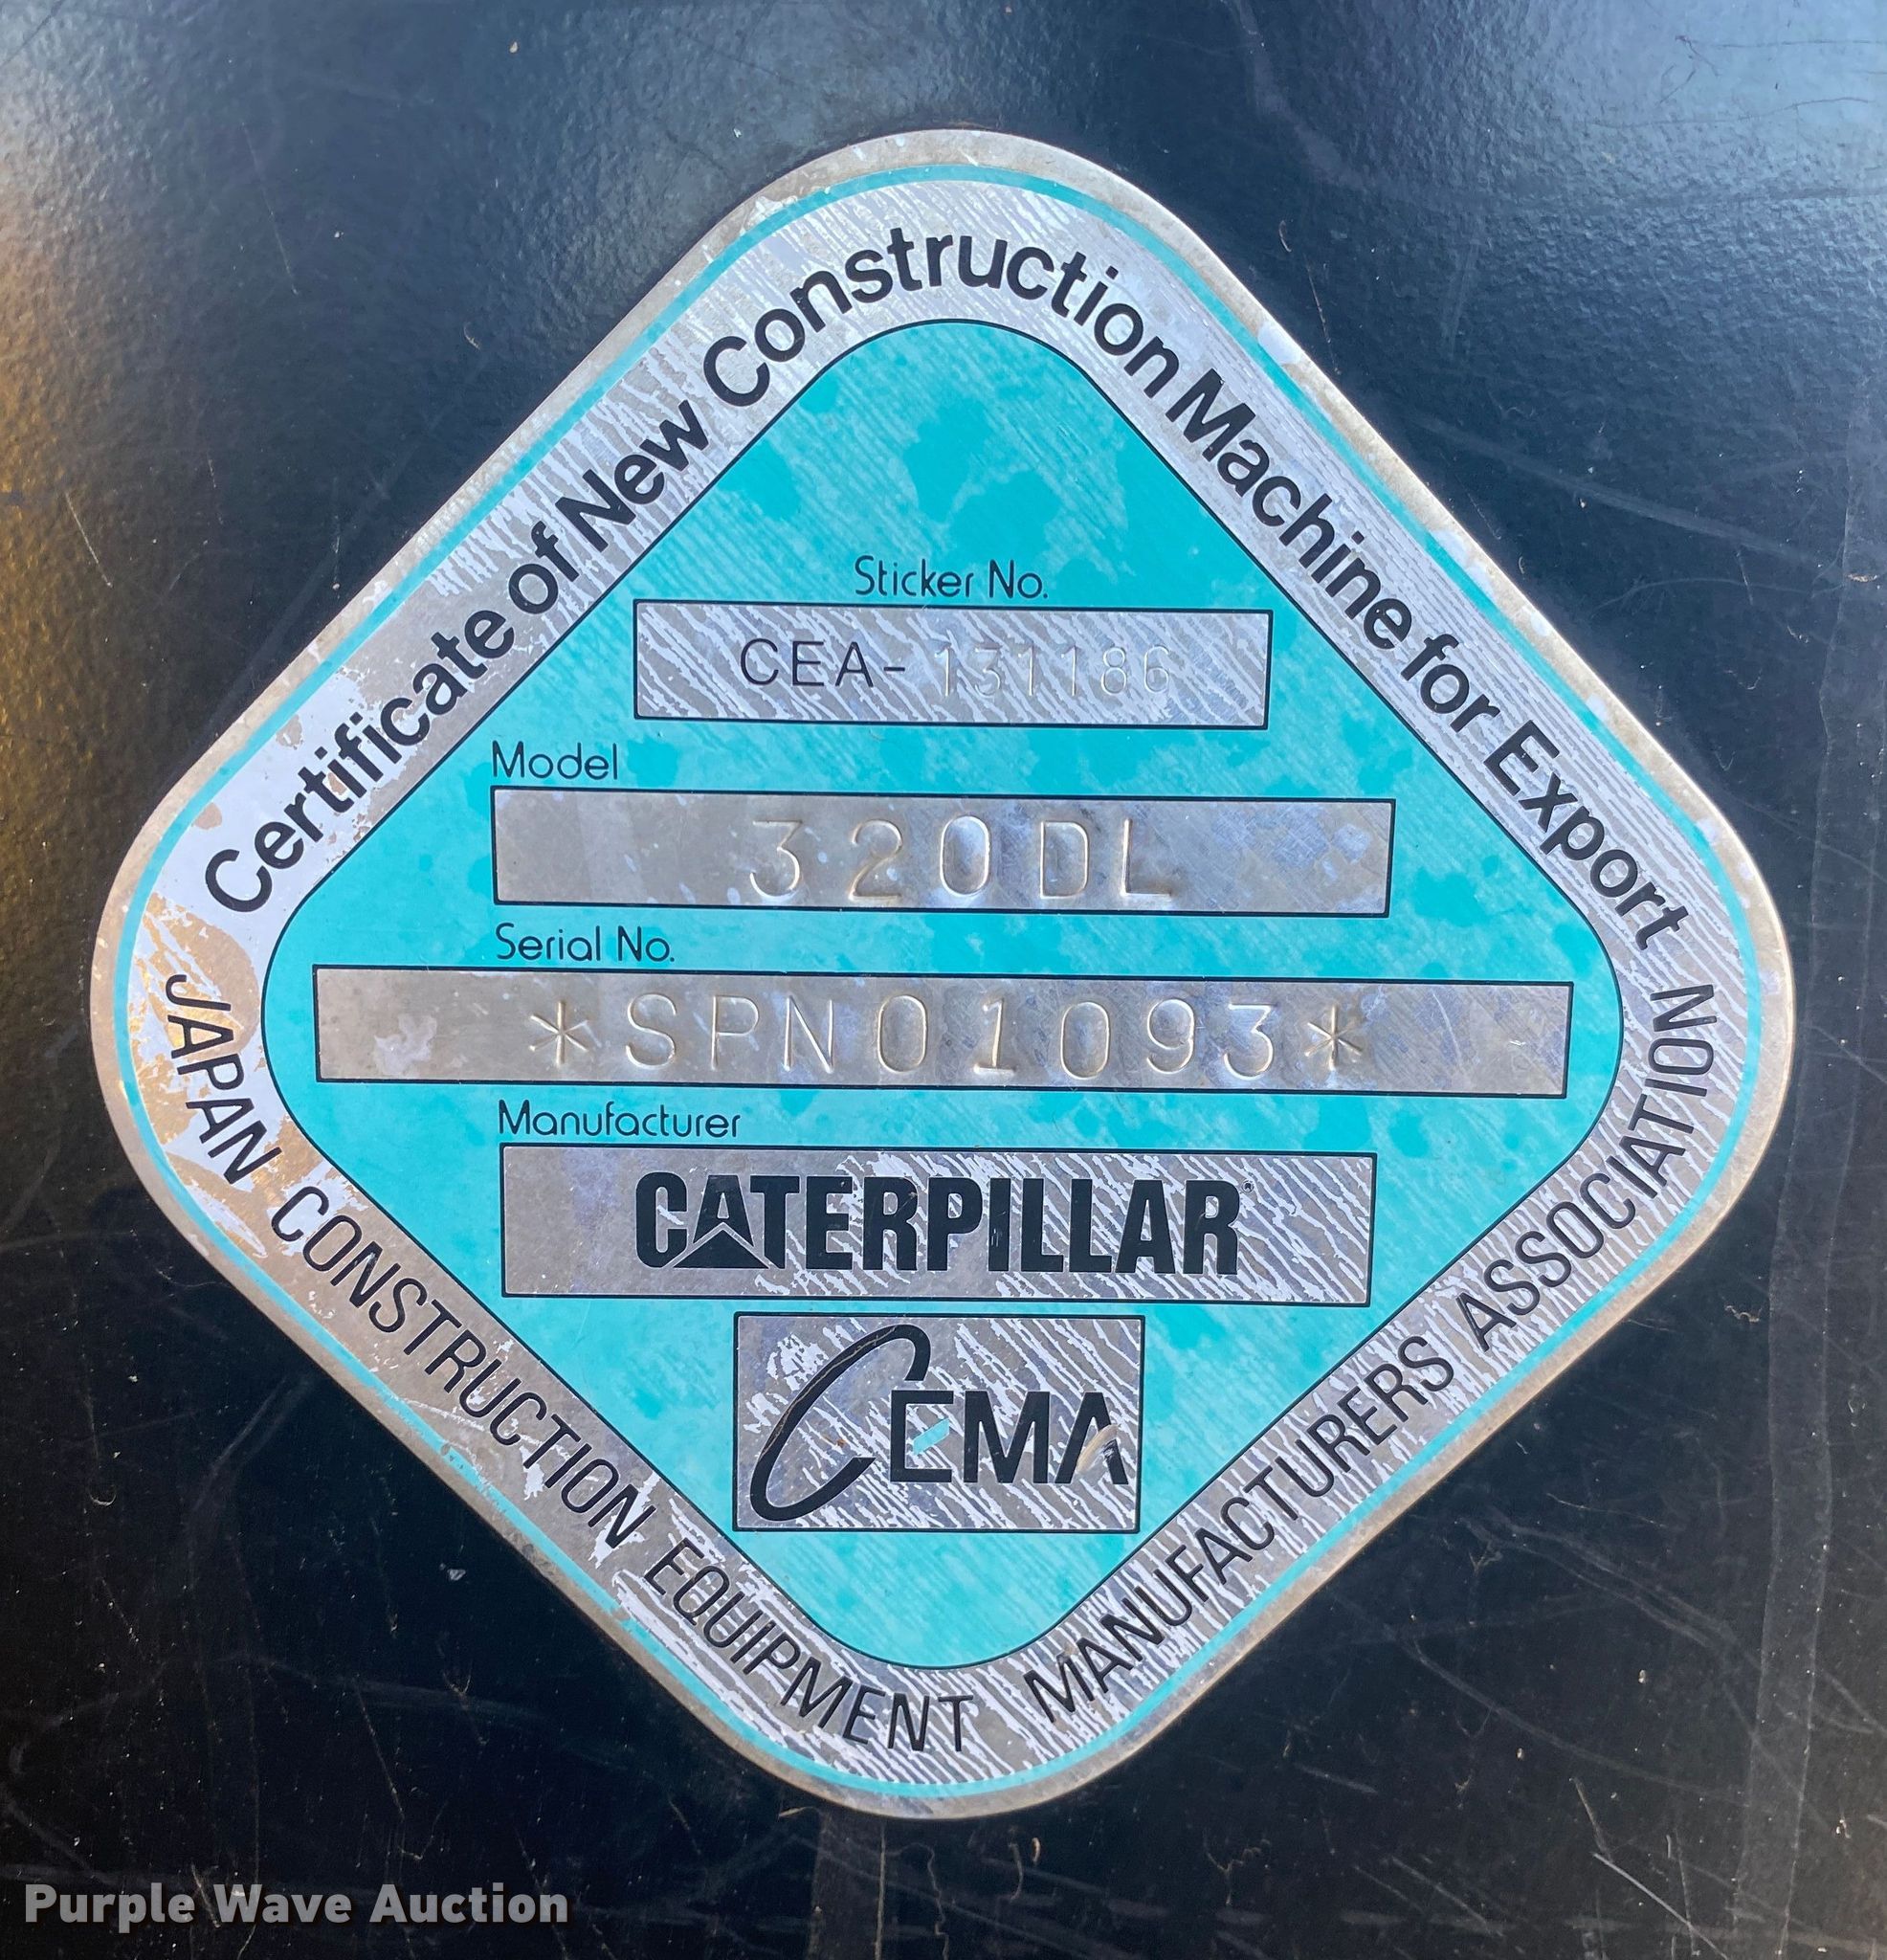 Certificate of New Construction Machine for Export
Sticker No.
CEA-131186
Model
320DL
Serial No.
*SPN01093*
Manufacturer
CATERPILLAR
CEMA
JAPAN CONSTRUCTION EQUIPMENT MANUFACTURERS ASSOCIATION
Purple Wave Auction